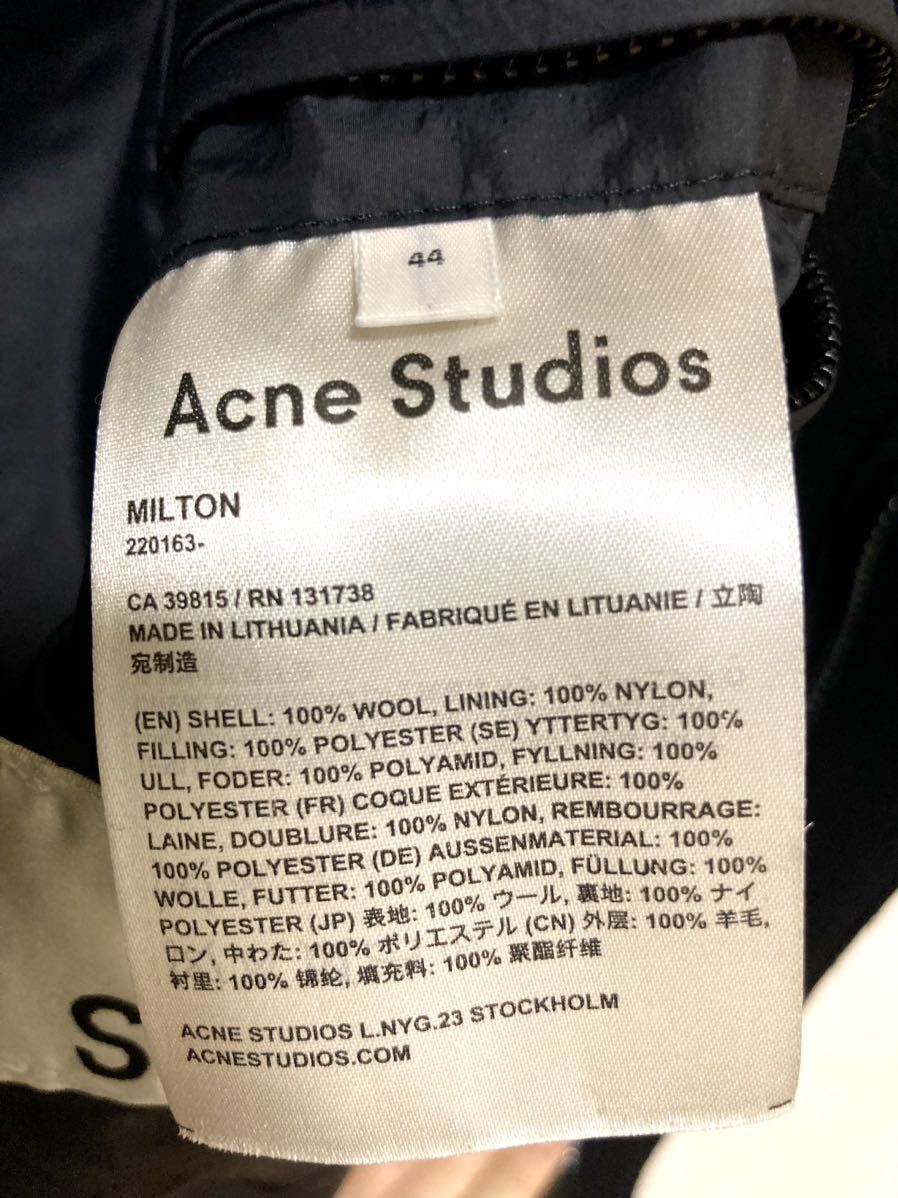 44
Acne Studios
MILTON
220163-
CA 39815 / RN 131738
MADE IN LITHUANIA / FABRIQUÉ EN LITUANIE / 立陶
宛制造
(EN) SHELL: 100% WOOL, LINING: 100% NYLON,
FILLING: 100% POLYESTER (SE) YTTERTYG: 100%
ULL, FODER: 100% POLYAMID, FYLLNING: 100%
POLYESTER (FR) COQUE EXTÉRIEURE: 100%
LAINE, DOUBLURE: 100% NYLON, REMBOURRAGE:
100% POLYESTER (DE) AUSSENMATERIAL: 100%
WOLLE, FUTTER: 100% POLYAMID, FÜLLUNG: 100%
POLYESTER (JP) 表地: 100% ウール, 裏地: 100% ナイ
ロン, 中わた: 100% ポリエステル (CN) 外层: 100% 羊毛,
衬里: 100% 锦纶, 填充料: 100% 聚酯纤维
ACNE STUDIOS L.NYG.23 STOCKHOLM
ACNESTUDIOS.COM
S